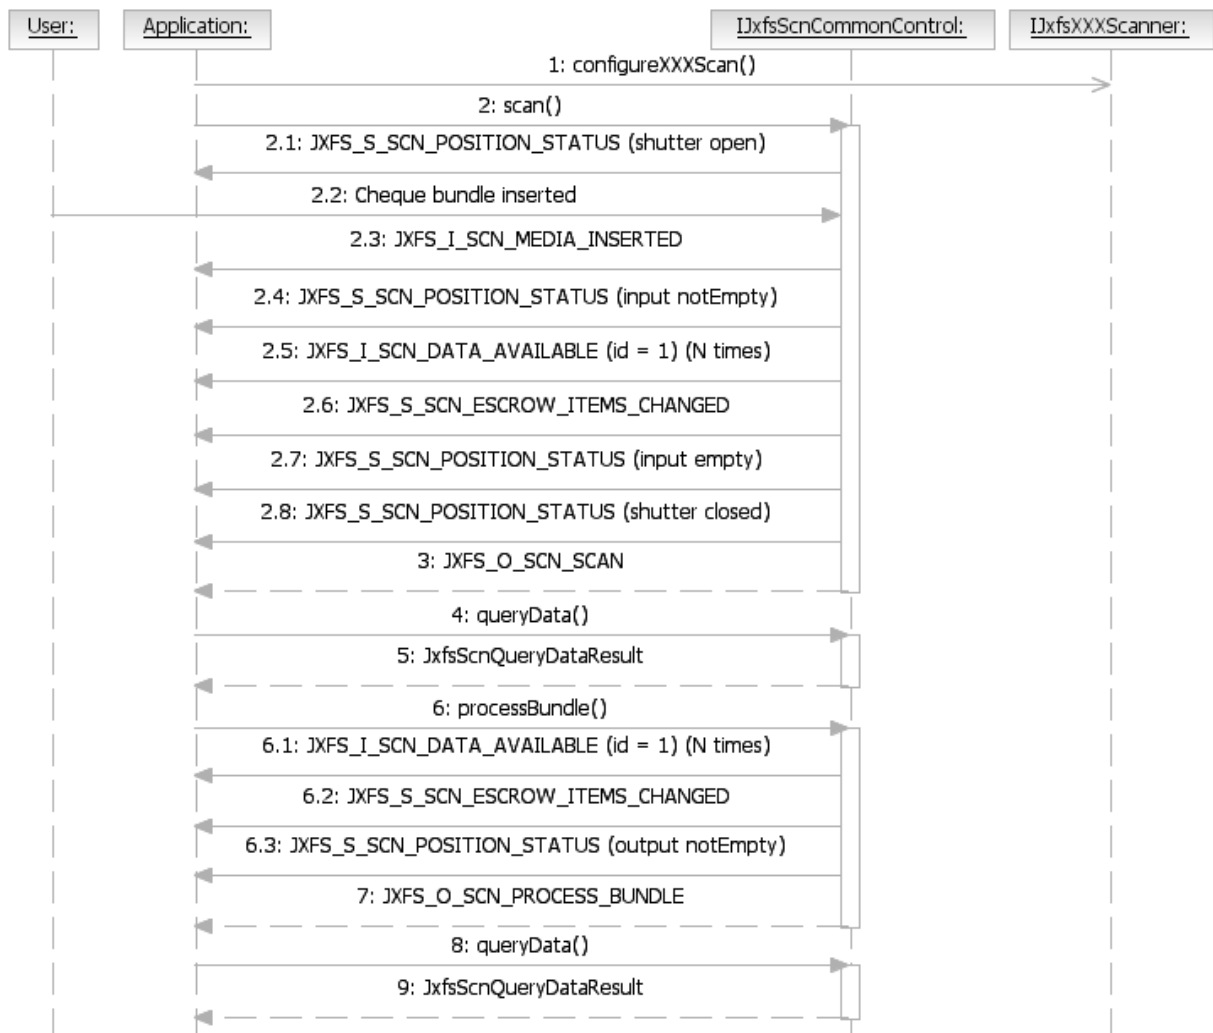 User:
Application:
IJxfsScnCommonControl:
IJxfsXXXScanner:
1: configureXXXScan()
2: scan()
2.1: JXFS_S_SCN_POSITION_STATUS (shutter open)
2.2: Cheque bundle inserted
2.3: JXFS_I_SCN_MEDIA_INSERTED
2.4: JXFS_S_SCN_POSITION_STATUS (input notEmpty)
2.5: JXFS_I_SCN_DATA_AVAILABLE (id = 1) (N times)
2.6: JXFS_S_SCN_ESCROW_ITEMS_CHANGED
2.7: JXFS_S_SCN_POSITION_STATUS (input empty)
2.8: JXFS_S_SCN_POSITION_STATUS (shutter closed)
3: JXFS_O_SCN_SCAN
4: queryData()
5: JxfsScnQueryDataResult
6: processBundle()
6.1: JXFS_I_SCN_DATA_AVAILABLE (id = 1) (N times)
6.2: JXFS_S_SCN_ESCROW_ITEMS_CHANGED
6.3: JXFS_S_SCN_POSITION_STATUS (output notEmpty)
7: JXFS_O_SCN_PROCESS_BUNDLE
8: queryData()
9: JxfsScnQueryDataResult